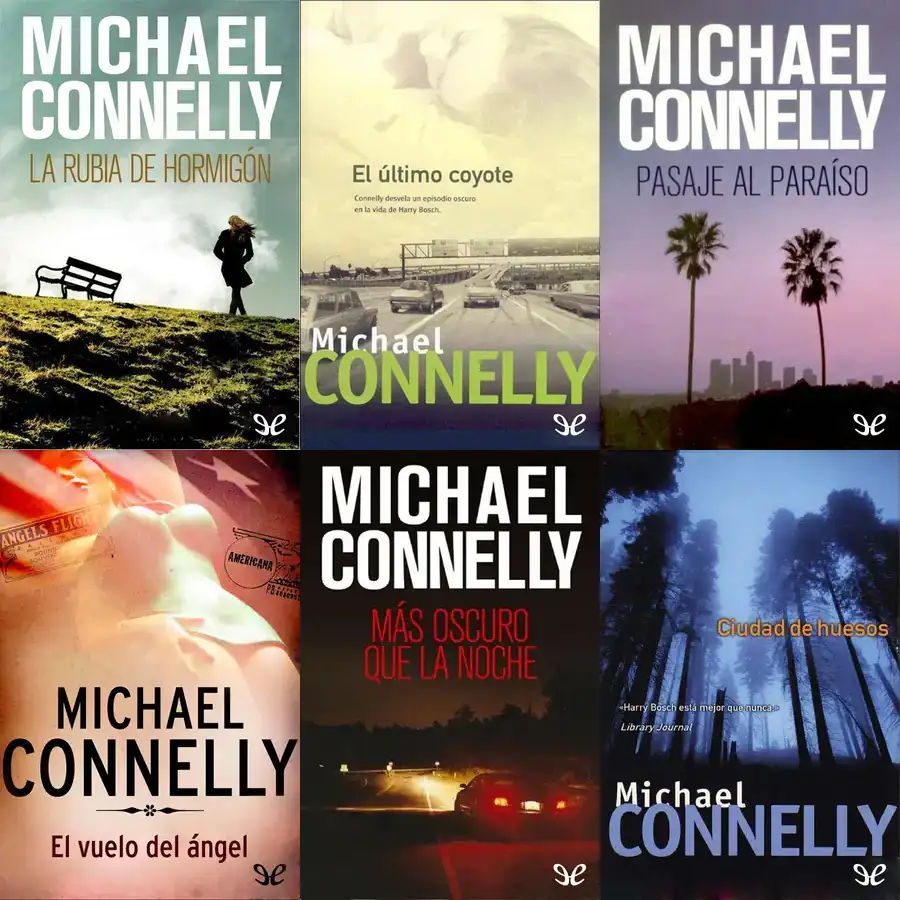 MICHAEL
CONNELLY
LA RUBIA DE HORMIGÓN
El último coyote
Connelly desvela un episodio oscuro
en la vida de Harry Bosch.
Michael
CONNELLY
MICHAEL
CONNELLY
PASAJE AL PARAÍSO
ANGELS FLIGHT
AMERICANA
MICHAEL
CONNELLY
El vuelo del ángel
MICHAEL
CONNELLY
MÁS OSCURO
QUE LA NOCHE
Ciudad de huesos
«Harry Bosch está mejor que nunca.»
Library Journal
Michael
CONNELLY